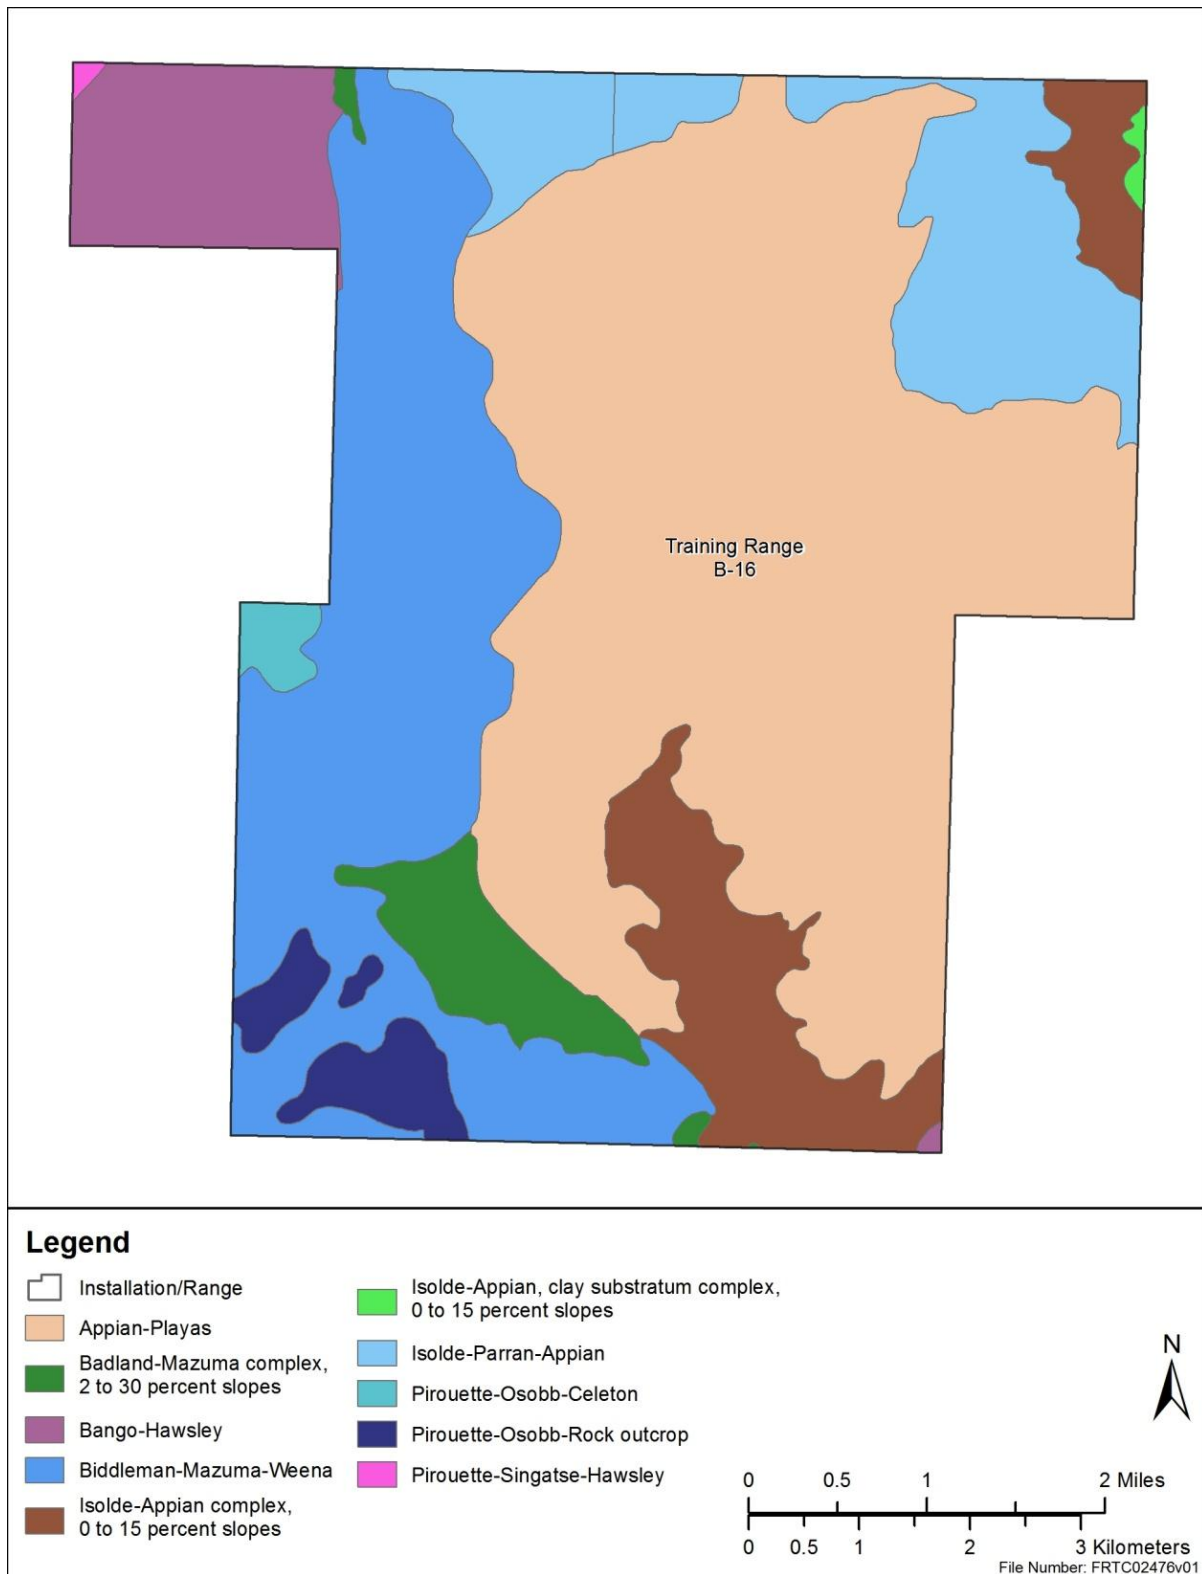 Training Range
B-16
Legend
Installation/Range
Appian-Playas
Badland-Mazuma complex,
2 to 30 percent slopes
Bango-Hawsley
Biddleman-Mazuma-Weena
Isolde-Appian complex,
0 to 15 percent slopes
Isolde-Appian, clay substratum complex,
0 to 15 percent slopes
Isolde-Parran-Appian
Pirouette-Osobb-Celeton
Pirouette-Osobb-Rock outcrop
Pirouette-Singatse-Hawsley
N
0 0.5 1 2 Miles
0 0.5 1 2 3 Kilometers
File Number: FRTC02476v01